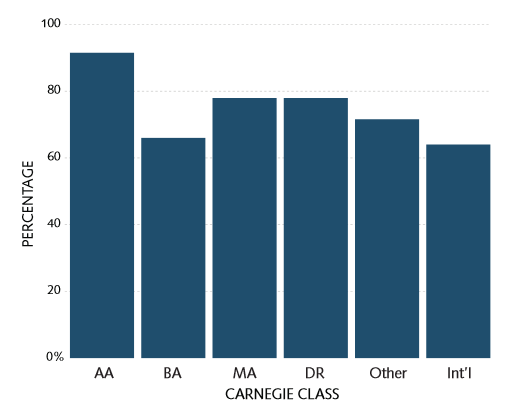 100
80
60
40
20
0%
PERCENTAGE
AA BA MA DR Other Int'l
CARNEGIE CLASS